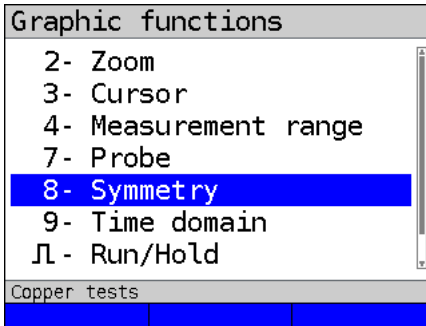 Graphic functions
2- Zoom
3- Cursor
4- Measurement range
7- Probe
8- Symmetry
9- Time domain
⎍- Run/Hold
Copper tests